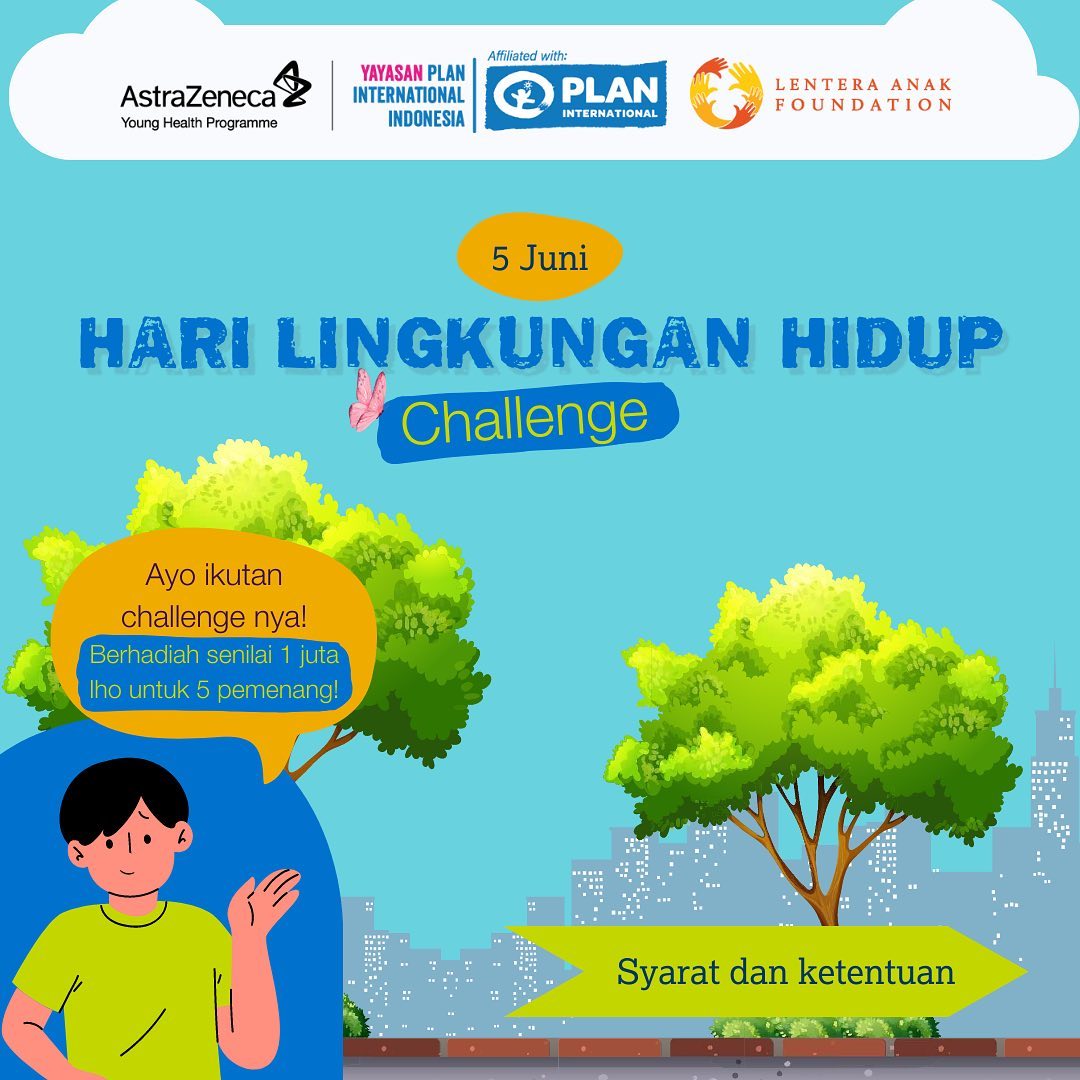 AstraZeneca
Young Health Programme
YAYASAN PLAN
INTERNATIONAL
INDONESIA
Affiliated with:
PLAN
INTERNATIONAL
LENTERA ANAK
FOUNDATION
5 Juni
HARI LINGKUNGAN HIDUP
Challenge
Ayo ikutan
challenge nya!
Berhadiah senilai 1 juta
lho untuk 5 pemenang!
Syarat dan ketentuan